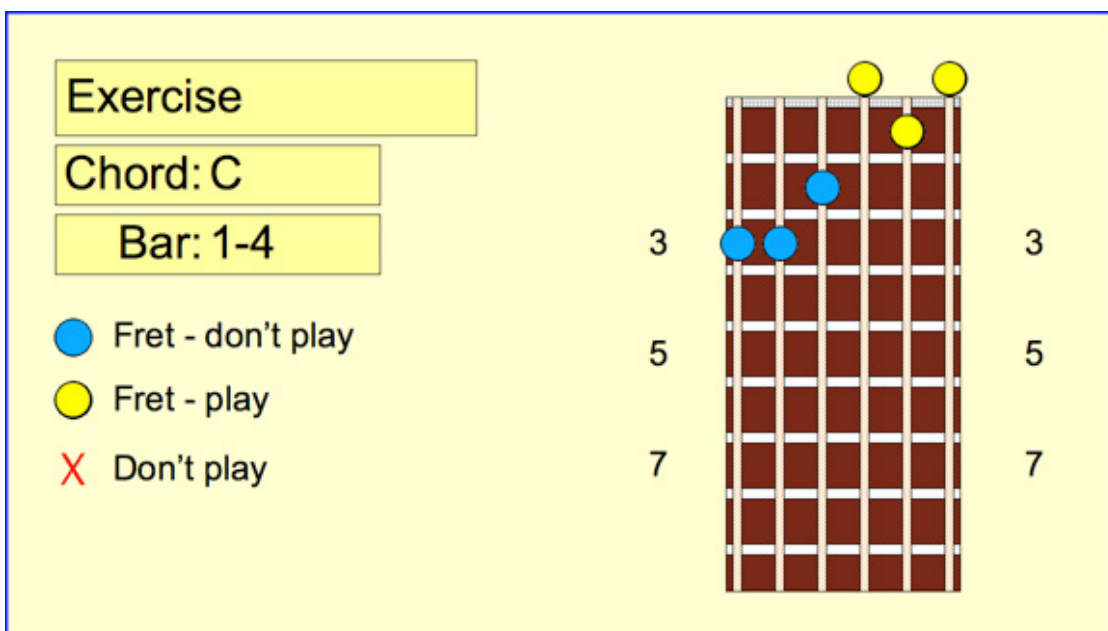 Exercise
Chord: C
Bar: 1-4
Fret - don't play
Fret - play
X Don't play
3 3
5 5
7 7